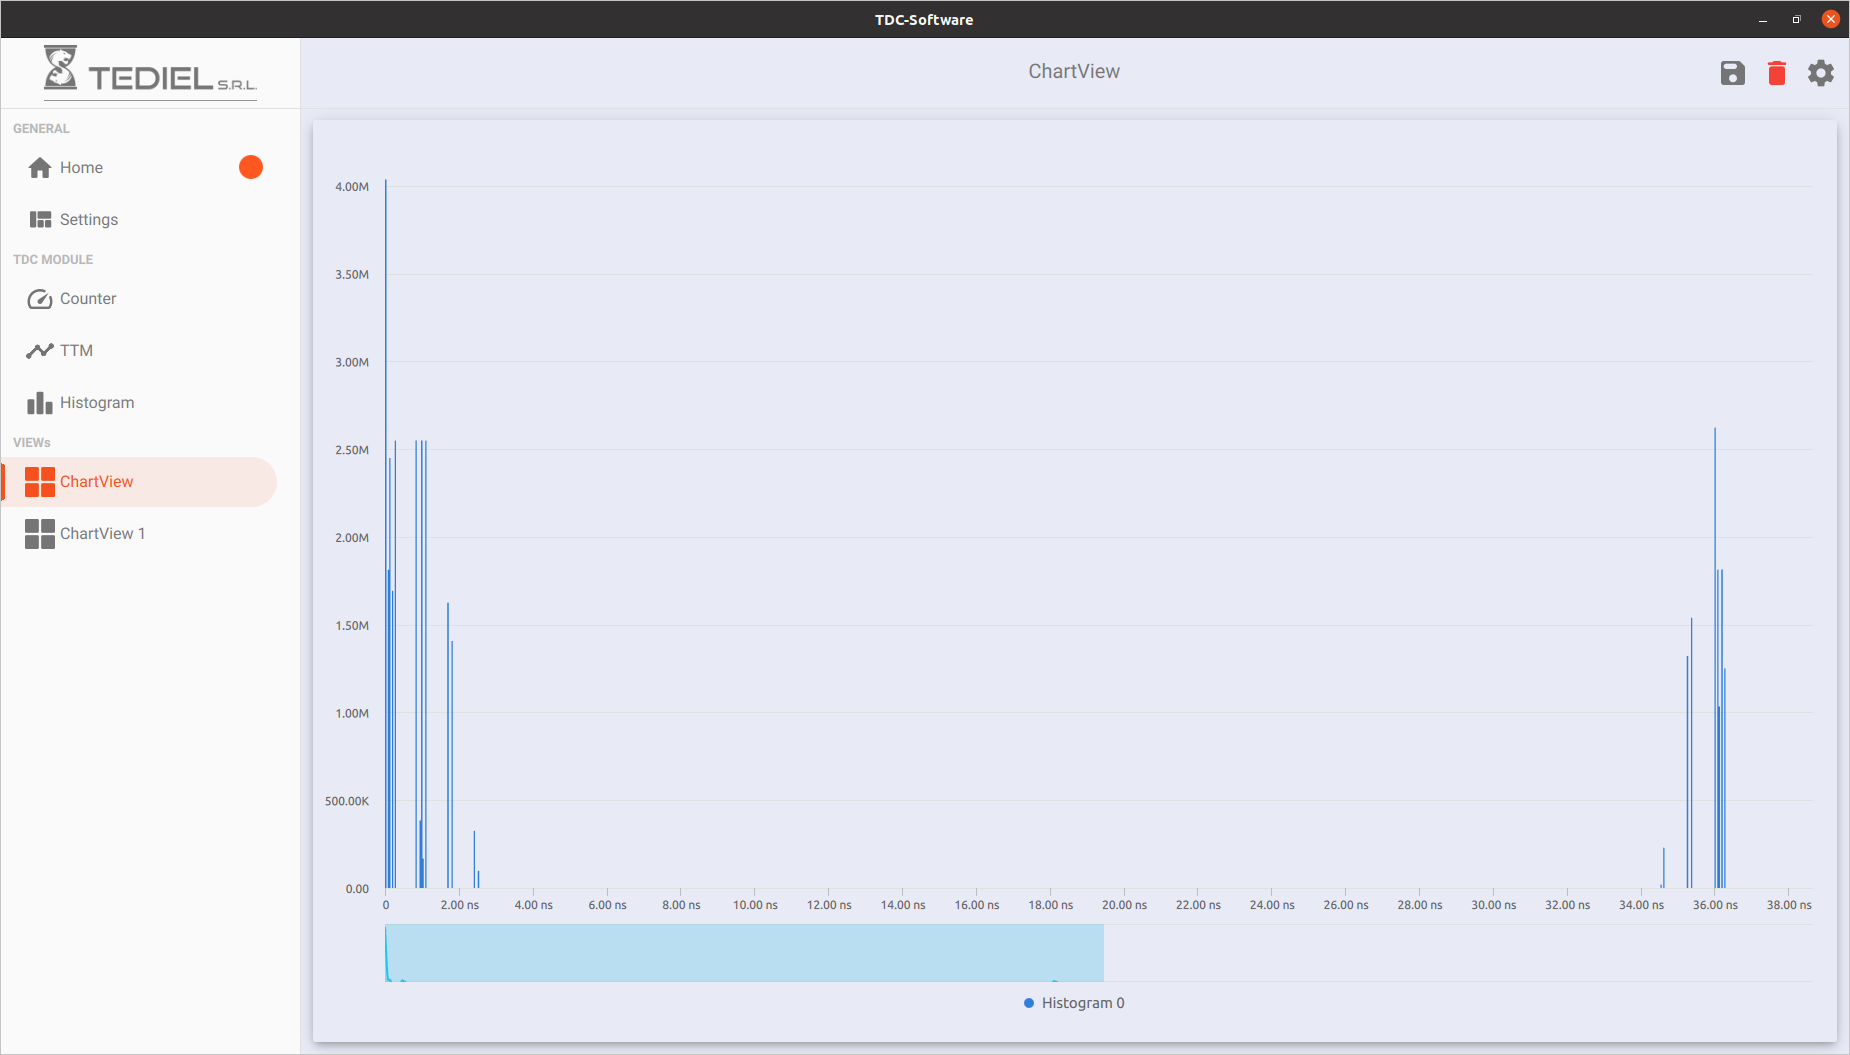 TDC-Software
TEDIEL S.R.L.
ChartView
GENERAL
Home
Settings
TDC MODULE
Counter
TTM
Histogram
VIEWs
ChartView
ChartView 1
4.00M
3.50M
3.00M
2.50M
2.00M
1.50M
1.00M
500.00K
0.00
0 2.00 ns 4.00 ns 6.00 ns 8.00 ns 10.00 ns 12.00 ns 14.00 ns 16.00 ns 18.00 ns 20.00 ns 22.00 ns 24.00 ns 26.00 ns 28.00 ns 30.00 ns 32.00 ns 34.00 ns 36.00 ns 38.00 ns
Histogram 0